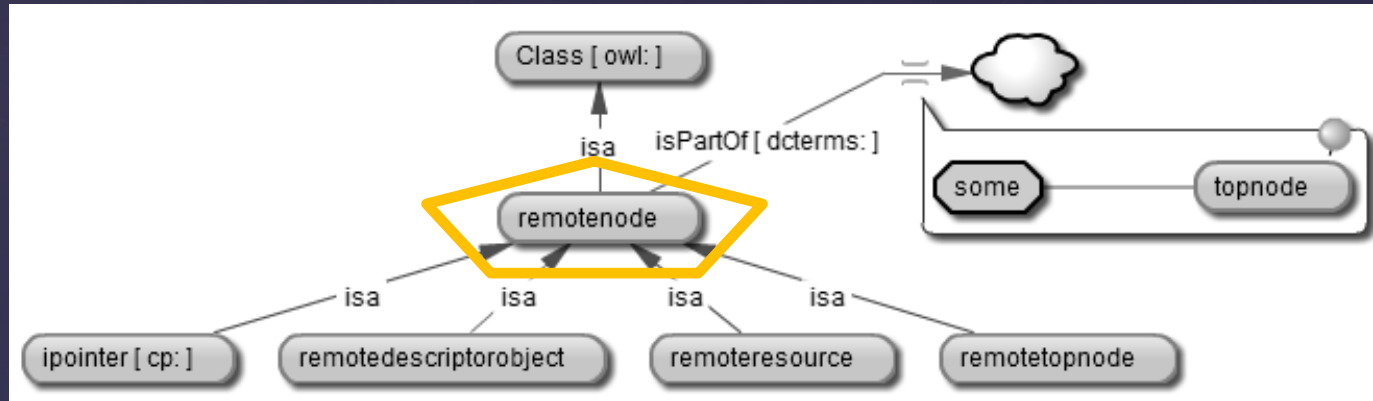 Class [ owl: ]
isa
isPartOf [ dcterms: ]
some
topnode
remotenode
isa
isa
isa
isa
ipointer [ cp: ]
remotedescriptorobject
remoteresource
remotetopnode